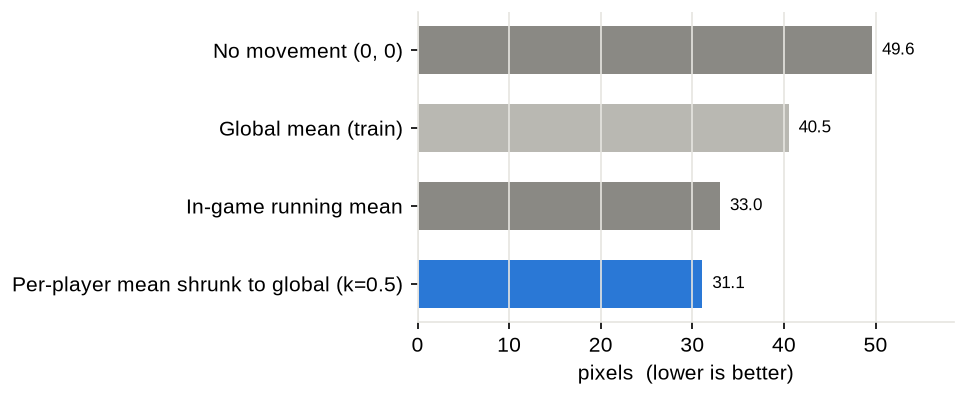 No movement (0, 0) 49.6
Global mean (train) 40.5
In-game running mean 33.0
Per-player mean shrunk to global (k=0.5) 31.1
0 10 20 30 40 50
pixels  (lower is better)